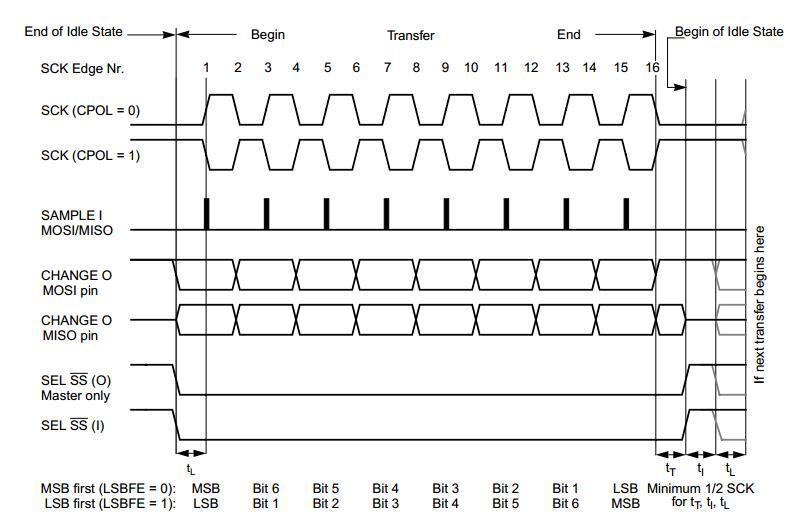 End of Idle State Begin Transfer End Begin of Idle State
SCK Edge Nr. 1 2 3 4 5 6 7 8 9 10 11 12 13 14 15 16
SCK (CPOL = 0)
SCK (CPOL = 1)
SAMPLE I
MOSI/MISO
CHANGE O
MOSI pin
CHANGE O
MISO pin
SEL SS (O)
Master only
SEL SS (I)
If next transfer begins here
tL tT tI tL
MSB first (LSBFE = 0): MSB Bit 6 Bit 5 Bit 4 Bit 3 Bit 2 Bit 1 LSB Minimum 1/2 SCK
LSB first (LSBFE = 1): LSB Bit 1 Bit 2 Bit 3 Bit 4 Bit 5 Bit 6 MSB for tT, tI, tL